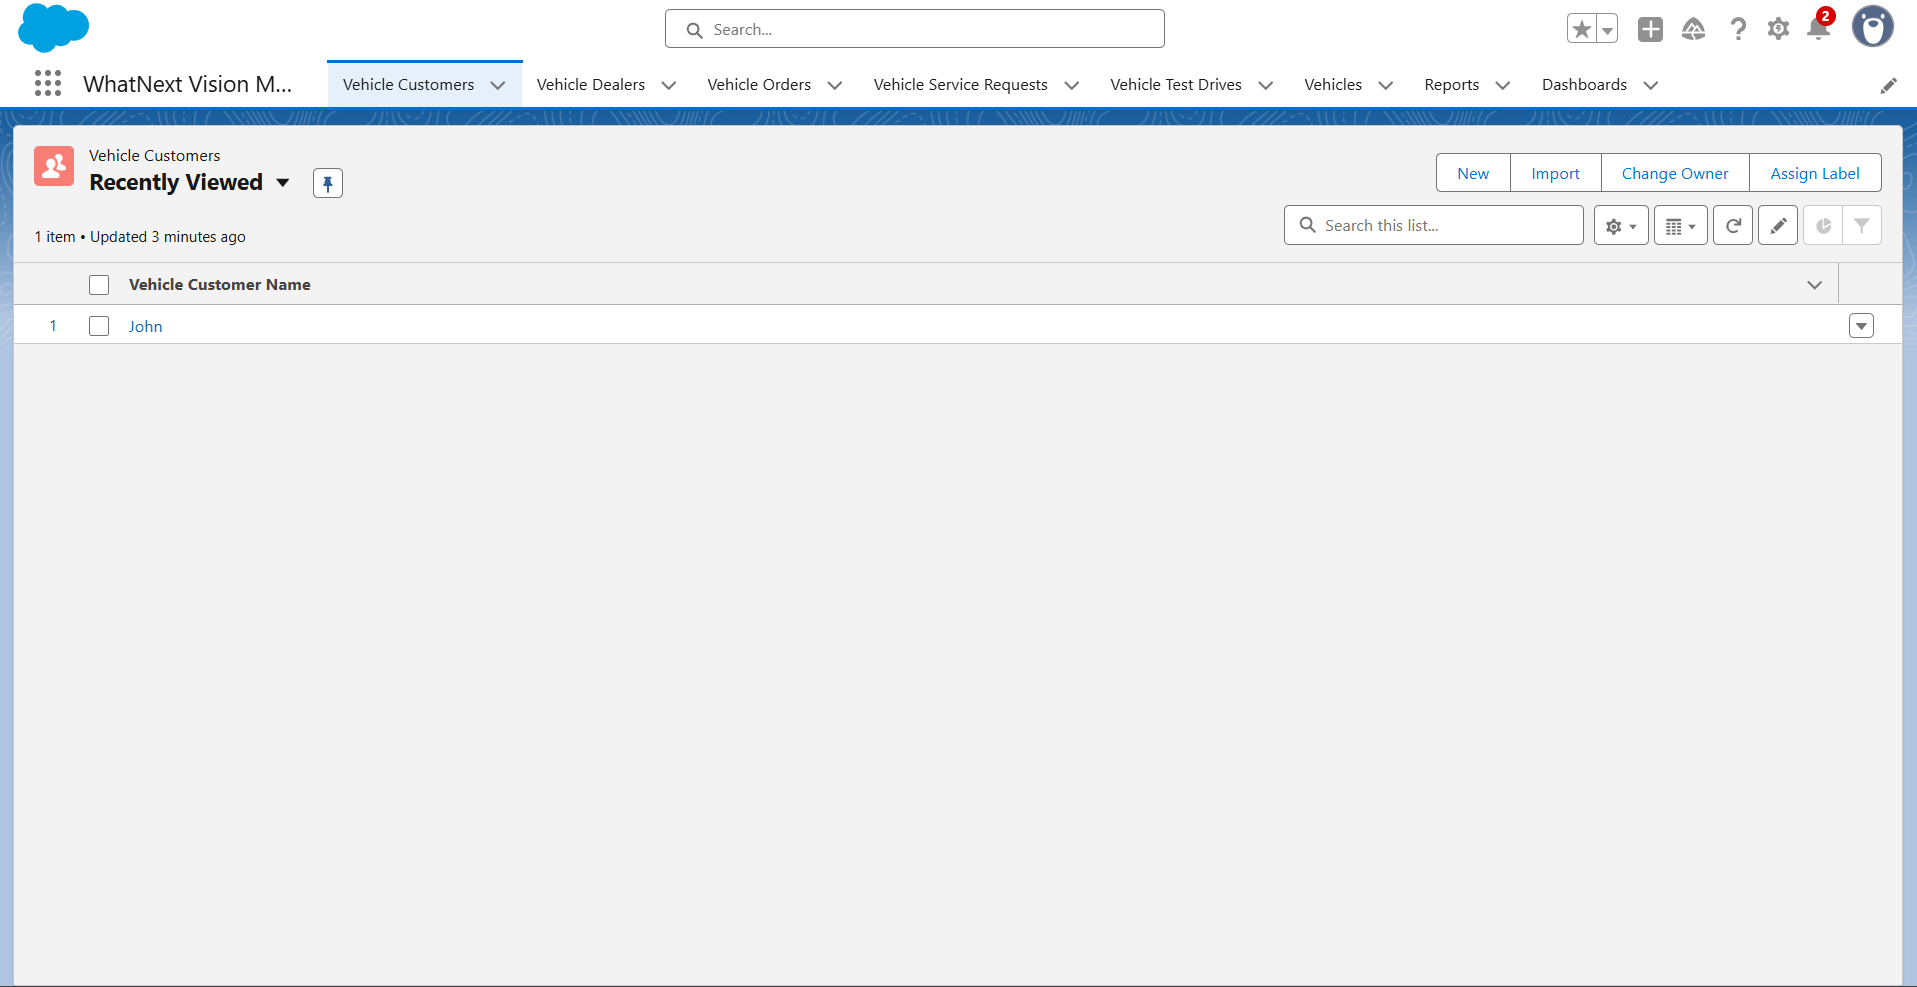 Search...
2
WhatNext Vision M...
Vehicle Customers
Vehicle Dealers
Vehicle Orders
Vehicle Service Requests
Vehicle Test Drives
Vehicles
Reports
Dashboards
Vehicle Customers
Recently Viewed
New
Import
Change Owner
Assign Label
1 item • Updated 3 minutes ago
Search this list...
Vehicle Customer Name
1
John